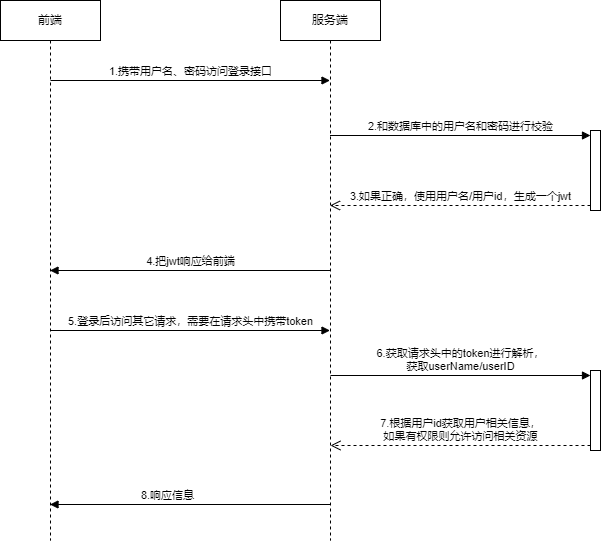 前端
服务端
1.携带用户名、密码访问登录接口
2.和数据库中的用户名和密码进行校验
3.如果正确，使用用户名/用户id，生成一个jwt
4.把jwt响应给前端
5.登录后访问其它请求，需要在请求头中携带token
6.获取请求头中的token进行解析，
获取userName/userID
7.根据用户id获取用户相关信息，
如果有权限则允许访问相关资源
8.响应信息